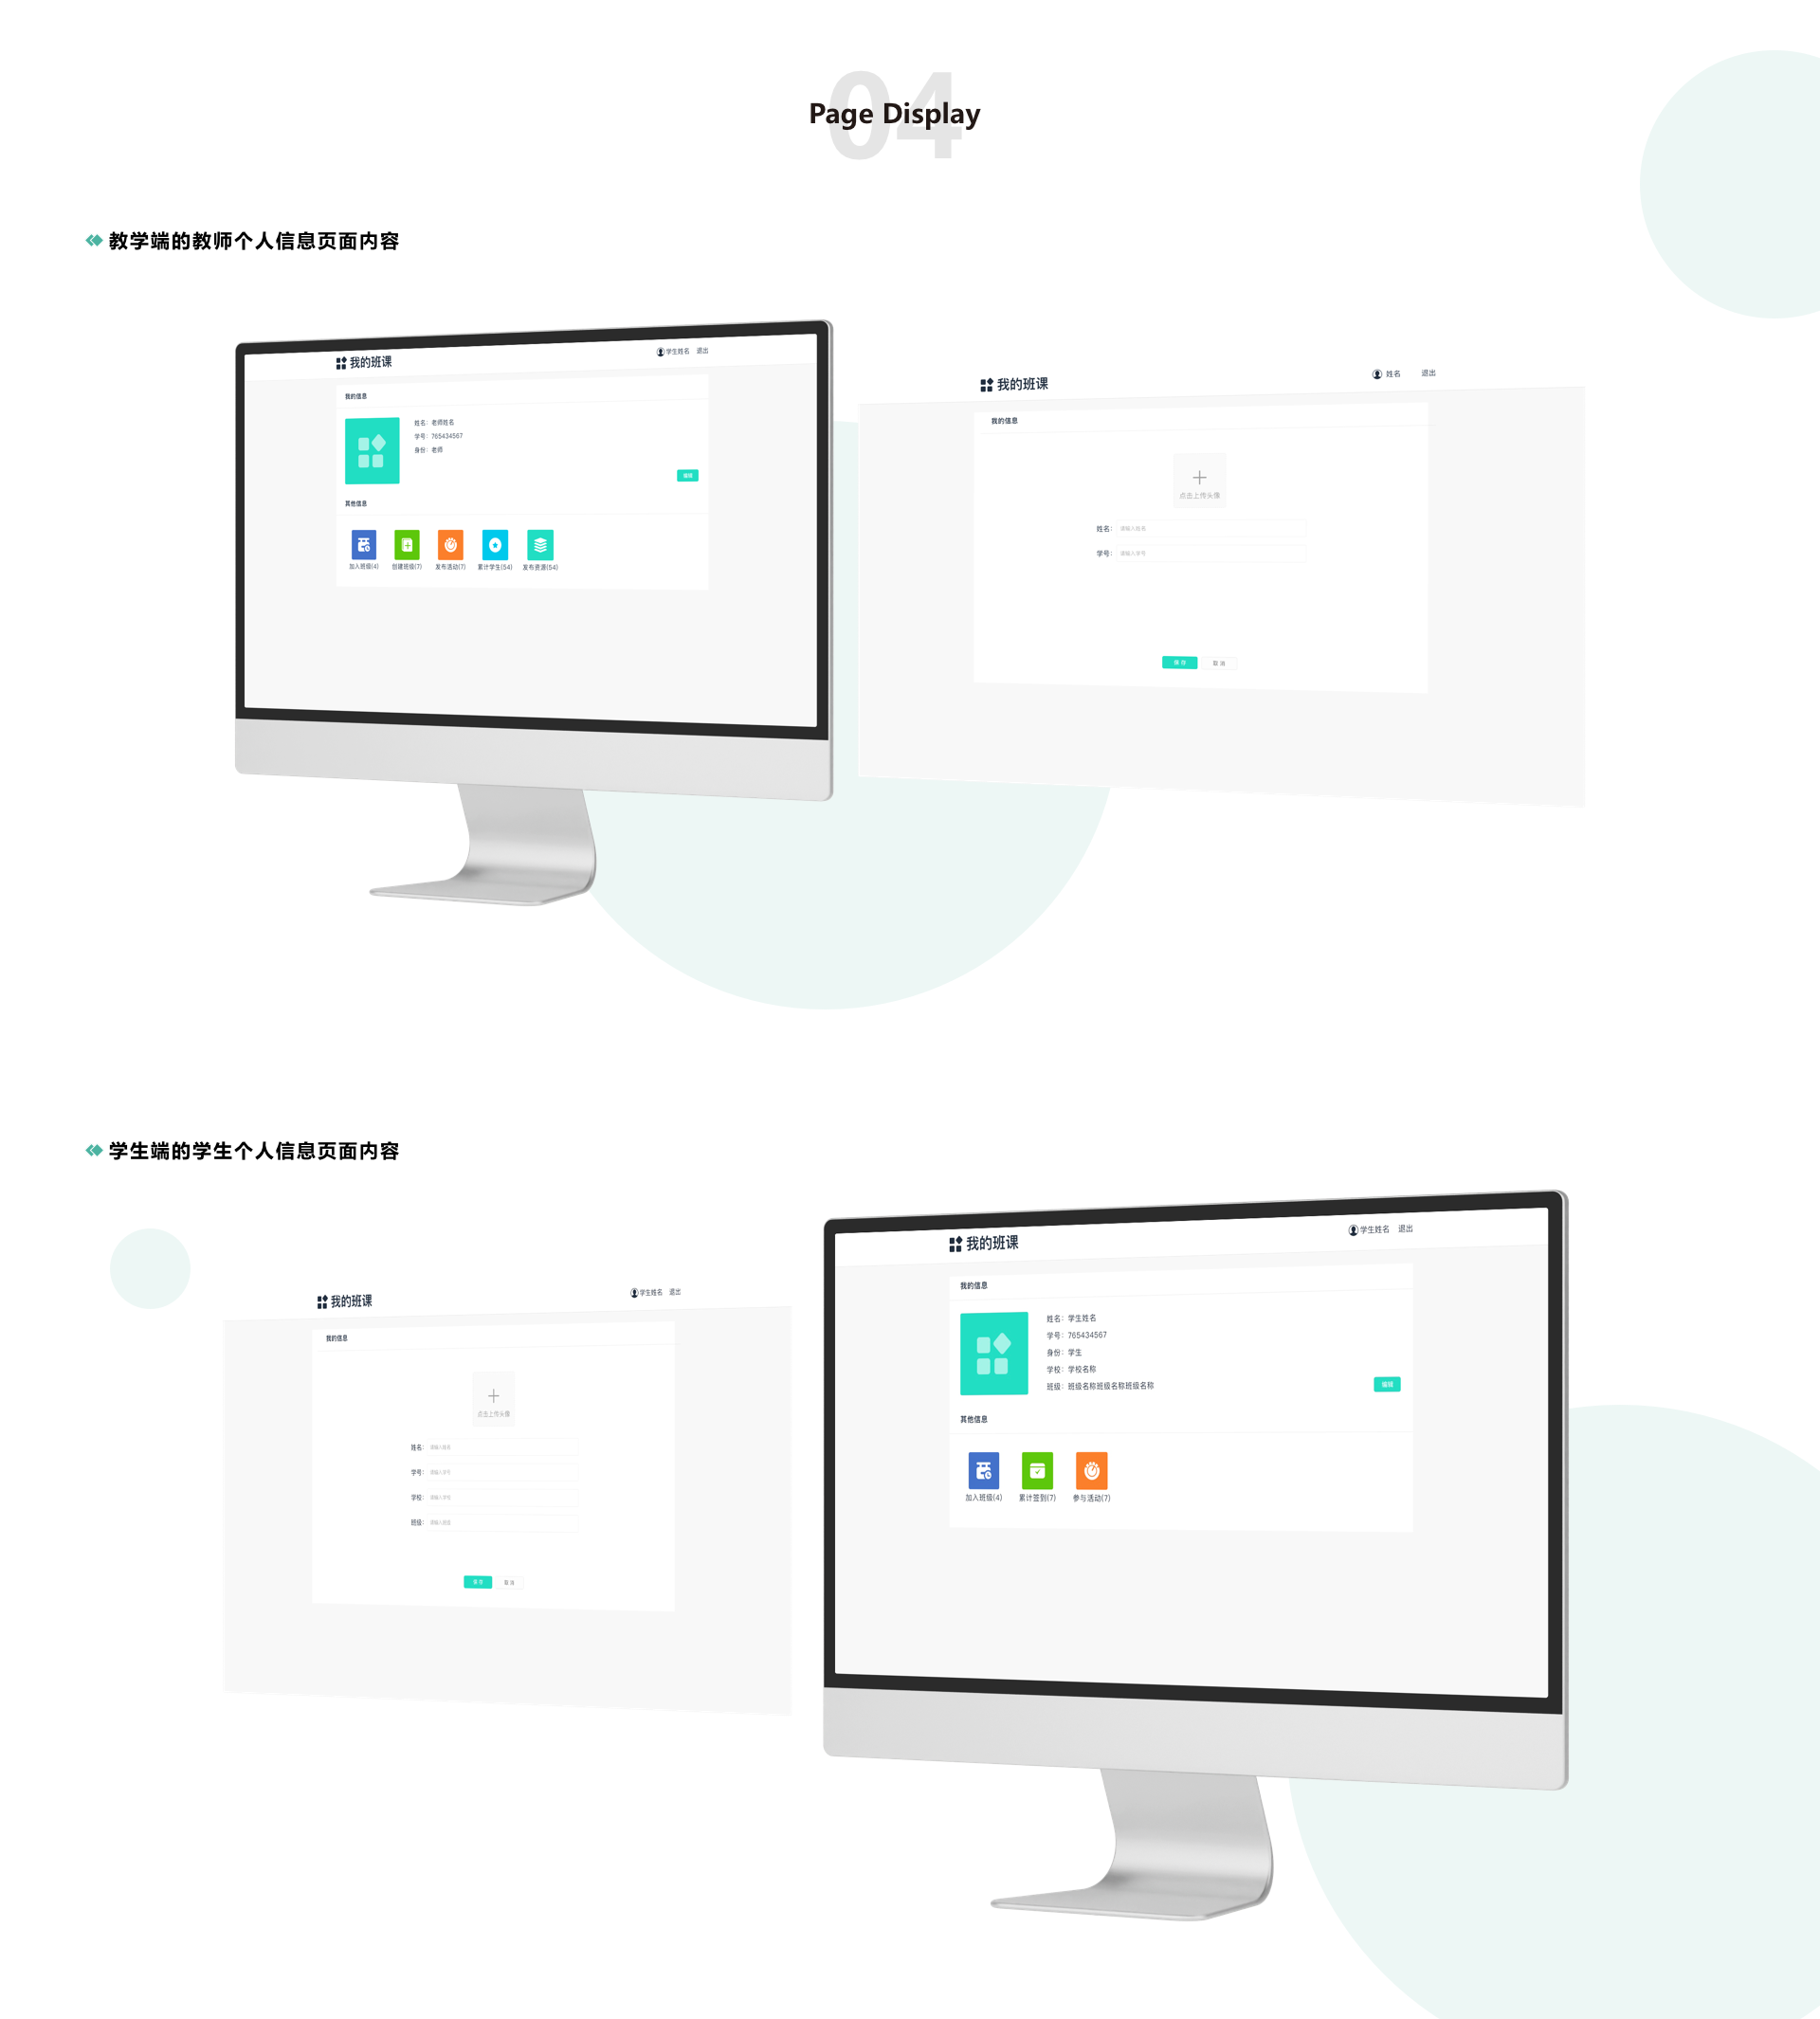 04
Page Display
教学端的教师个人信息页面内容
我的班课
学生姓名 退出
我的信息
姓名：老师姓名
学号：765434567
身份：老师
编辑
其他信息
加入班级(4) 创建班级(7) 发布活动(7) 累计学生(54) 发布资源(54)
我的班课
姓名 退出
我的信息
点击上传头像
姓名： 请输入姓名
学号： 请输入学号
保存 取消
学生端的学生个人信息页面内容
我的班课
学生姓名 退出
我的信息
点击上传头像
姓名： 请输入姓名
学号： 请输入学号
学校： 请输入学校
班级： 请输入班级
保存 取消
我的班课
学生姓名 退出
我的信息
姓名：学生姓名
学号：765434567
身份：学生
学校：学校名称
班级：班级名称班级名称班级名称
编辑
其他信息
加入班级(4) 累计签到(7) 参与活动(7)